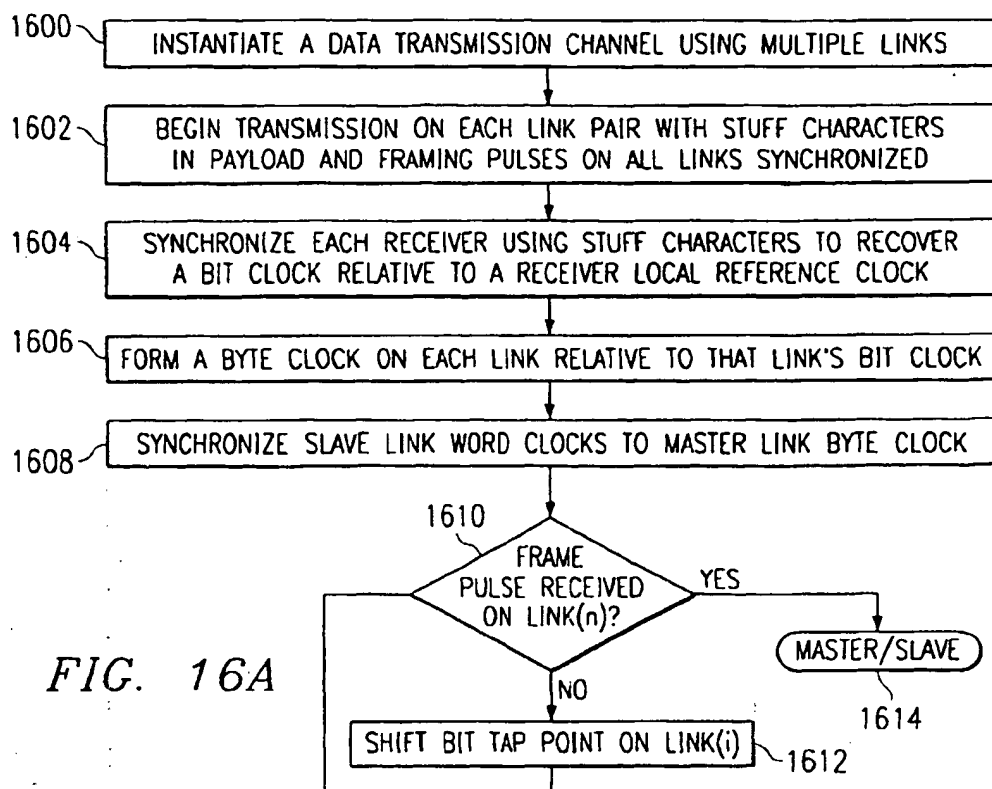 1600
INSTANTIATE A DATA TRANSMISSION CHANNEL USING MULTIPLE LINKS
1602
BEGIN TRANSMISSION ON EACH LINK PAIR WITH STUFF CHARACTERS
IN PAYLOAD AND FRAMING PULSES ON ALL LINKS SYNCHRONIZED
1604
SYNCHRONIZE EACH RECEIVER USING STUFF CHARACTERS TO RECOVER
A BIT CLOCK RELATIVE TO A RECEIVER LOCAL REFERENCE CLOCK
1606
FORM A BYTE CLOCK ON EACH LINK RELATIVE TO THAT LINK'S BIT CLOCK
1608
SYNCHRONIZE SLAVE LINK WORD CLOCKS TO MASTER LINK BYTE CLOCK
1610
FRAME
PULSE RECEIVED
ON LINK(n)?
YES
MASTER/SLAVE
1614
NO
SHIFT BIT TAP POINT ON LINK(i)
1612
FIG. 16A